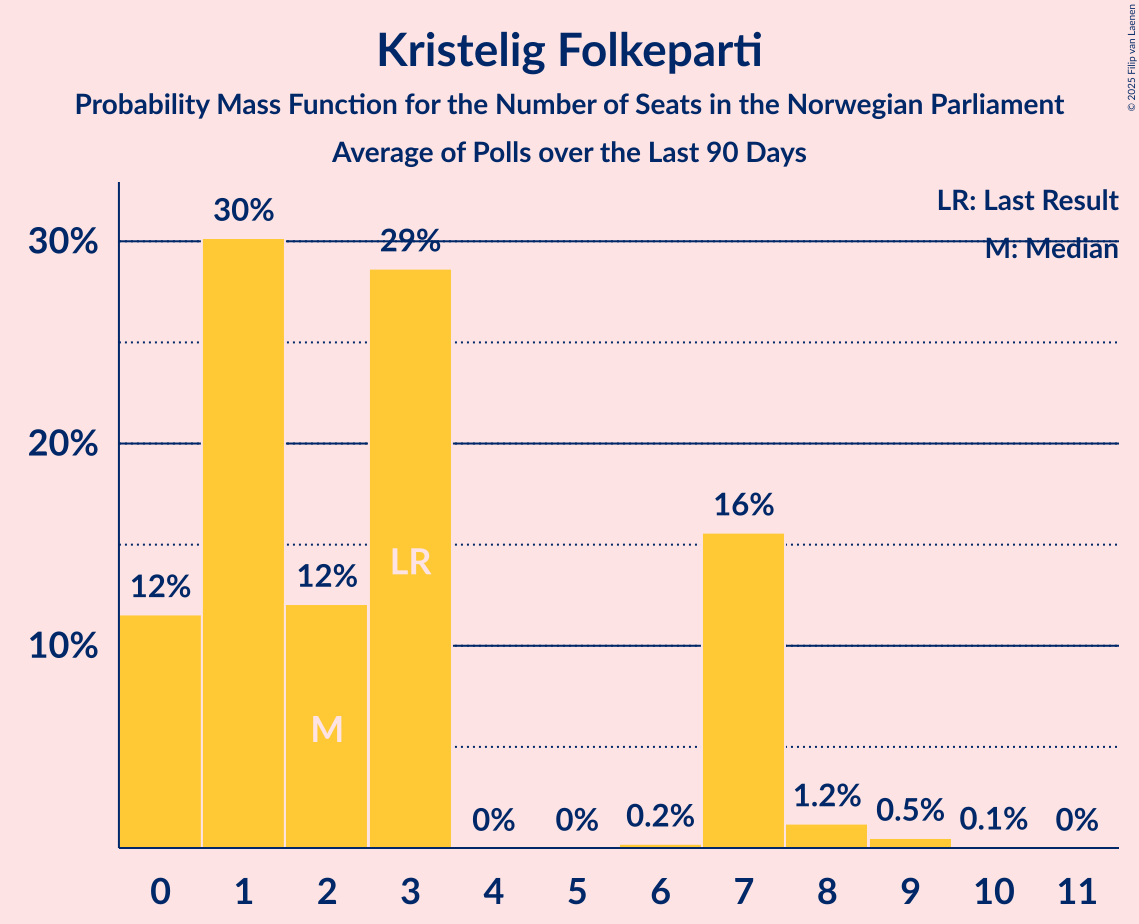 Kristelig Folkeparti
Probability Mass Function for the Number of Seats in the Norwegian Parliament
Average of Polls over the Last 90 Days
© 2025 Filip van Laenen
LR: Last Result
M: Median
30%
20%
10%
12%
30%
12%
29%
0%
0%
0.2%
16%
1.2%
0.5%
0.1%
0%
LR
M
0 1 2 3 4 5 6 7 8 9 10 11